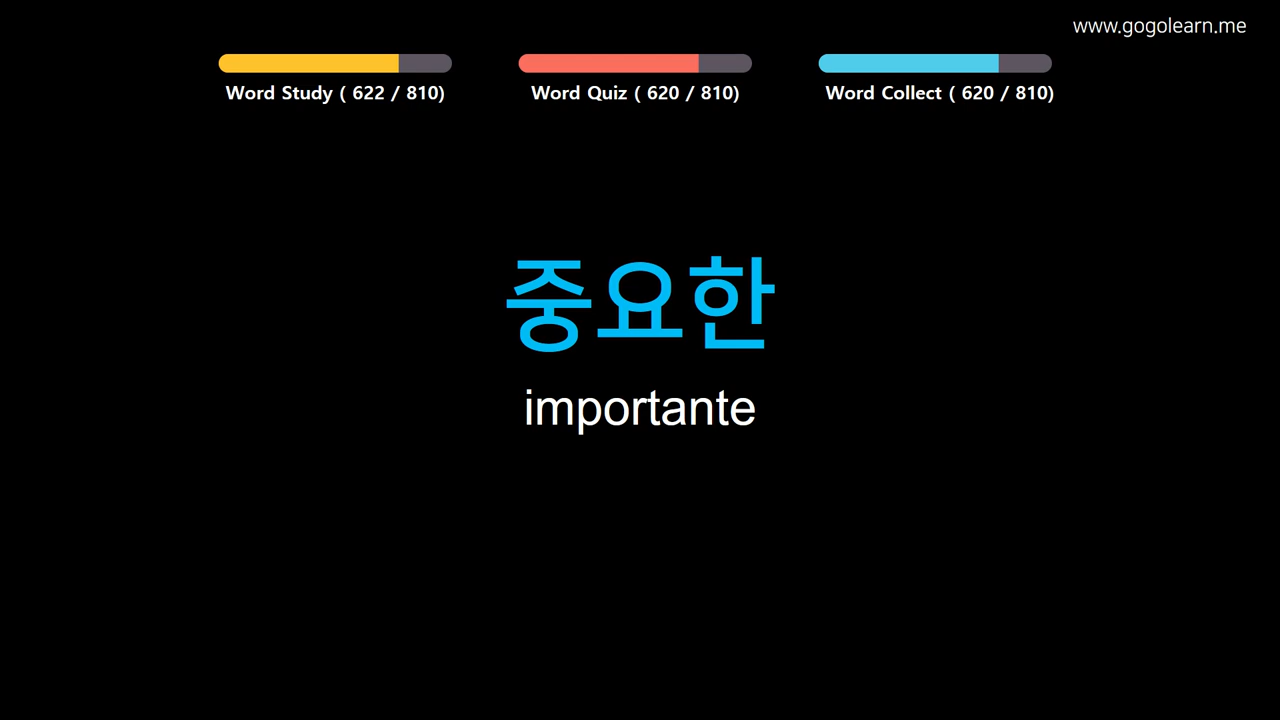 www.gogolearn.me
Word Study ( 622 / 810)
Word Quiz ( 620 / 810)
Word Collect ( 620 / 810)
중요한
importante